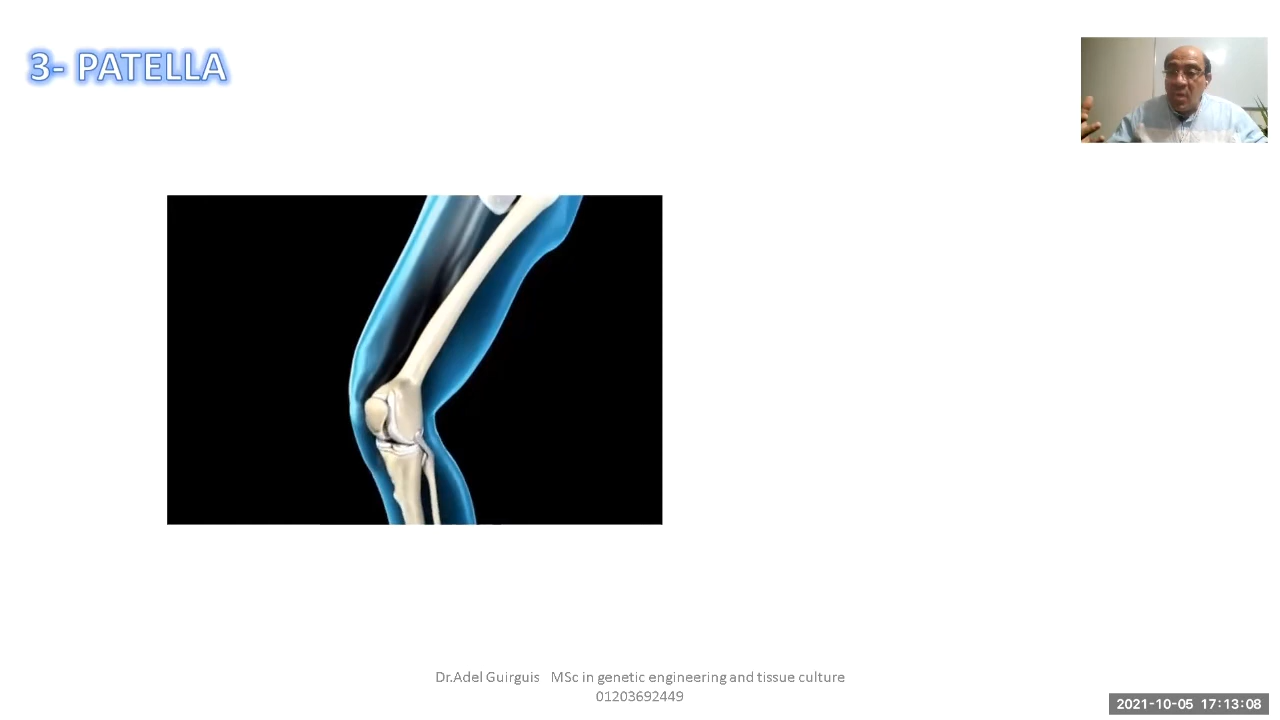 3- PATELLA
Dr.Adel Guirguis MSc in genetic engineering and tissue culture
01203692449
2021-10-05 17:13:08